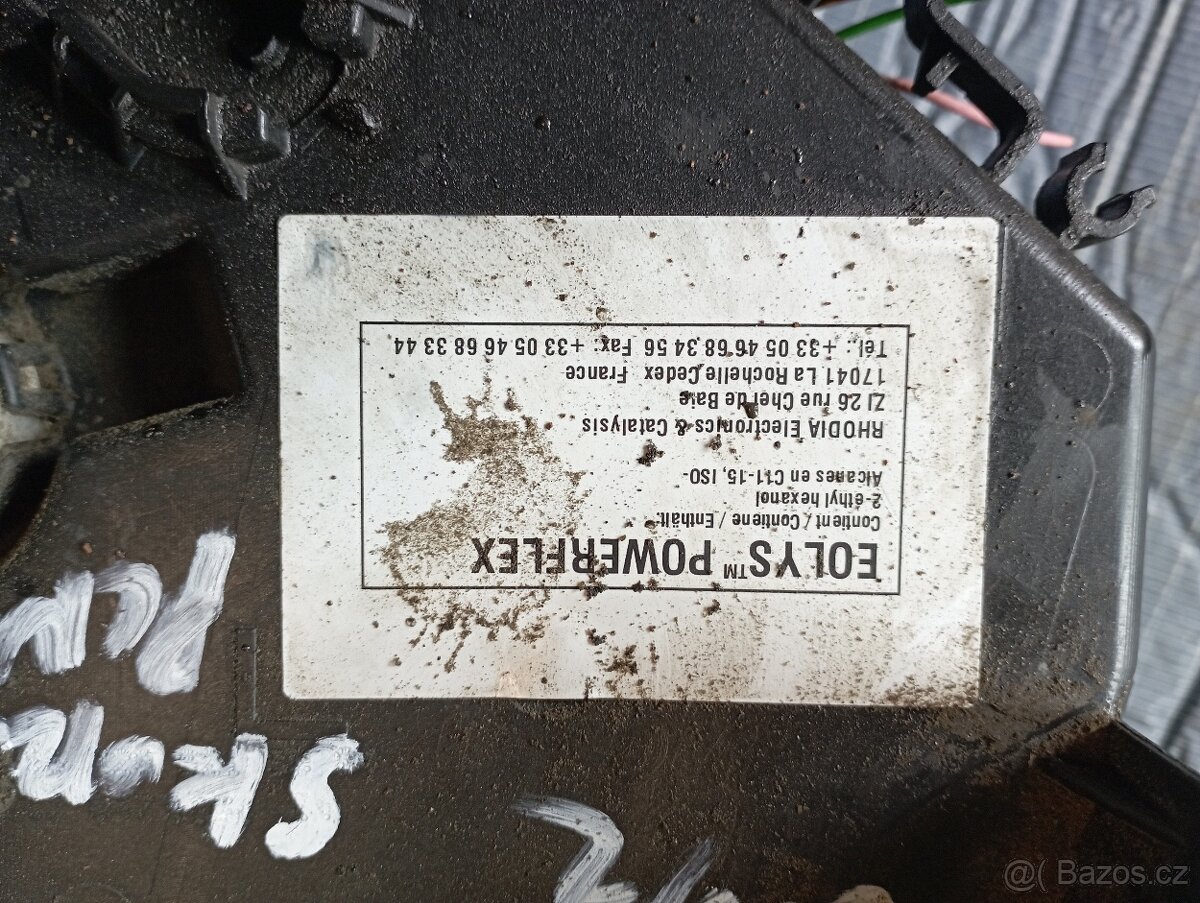 EOLYS™ POWERFLEX
Contient / Contiene / Enthält:
2-éthyl hexanol
Alcanes en C11-15, ISO-
RHODIA Electronics & Catalysis
ZI 26 rue Chef de Baie
17041 La Rochelle Cedex France
Tél : +33 05 46 68 34 56 Fax : +33 05 46 68 33 44
@( Bazos.cz